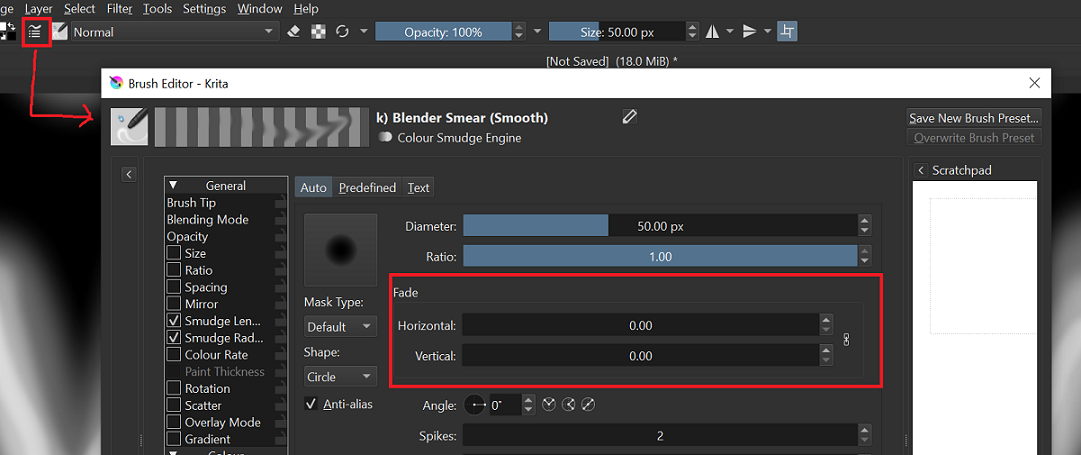 ge Layer Select Filter Tools Settings Window Help
Normal Opacity: 100% Size: 50.00 px
[Not Saved] (18.0 MiB) *
Brush Editor - Krita
k) Blender Smear (Smooth)
Colour Smudge Engine
Save New Brush Preset...
Overwrite Brush Preset
Scratchpad
General
Brush Tip
Blending Mode
Opacity
Size
Ratio
Spacing
Mirror
Smudge Len...
Smudge Rad...
Colour Rate
Paint Thickness
Rotation
Scatter
Overlay Mode
Gradient
Auto Predefined Text
Diameter: 50.00 px
Ratio: 1.00
Mask Type:
Default
Shape:
Circle
Anti-alias
Fade
Horizontal: 0.00
Vertical: 0.00
Angle: 0°
Spikes: 2